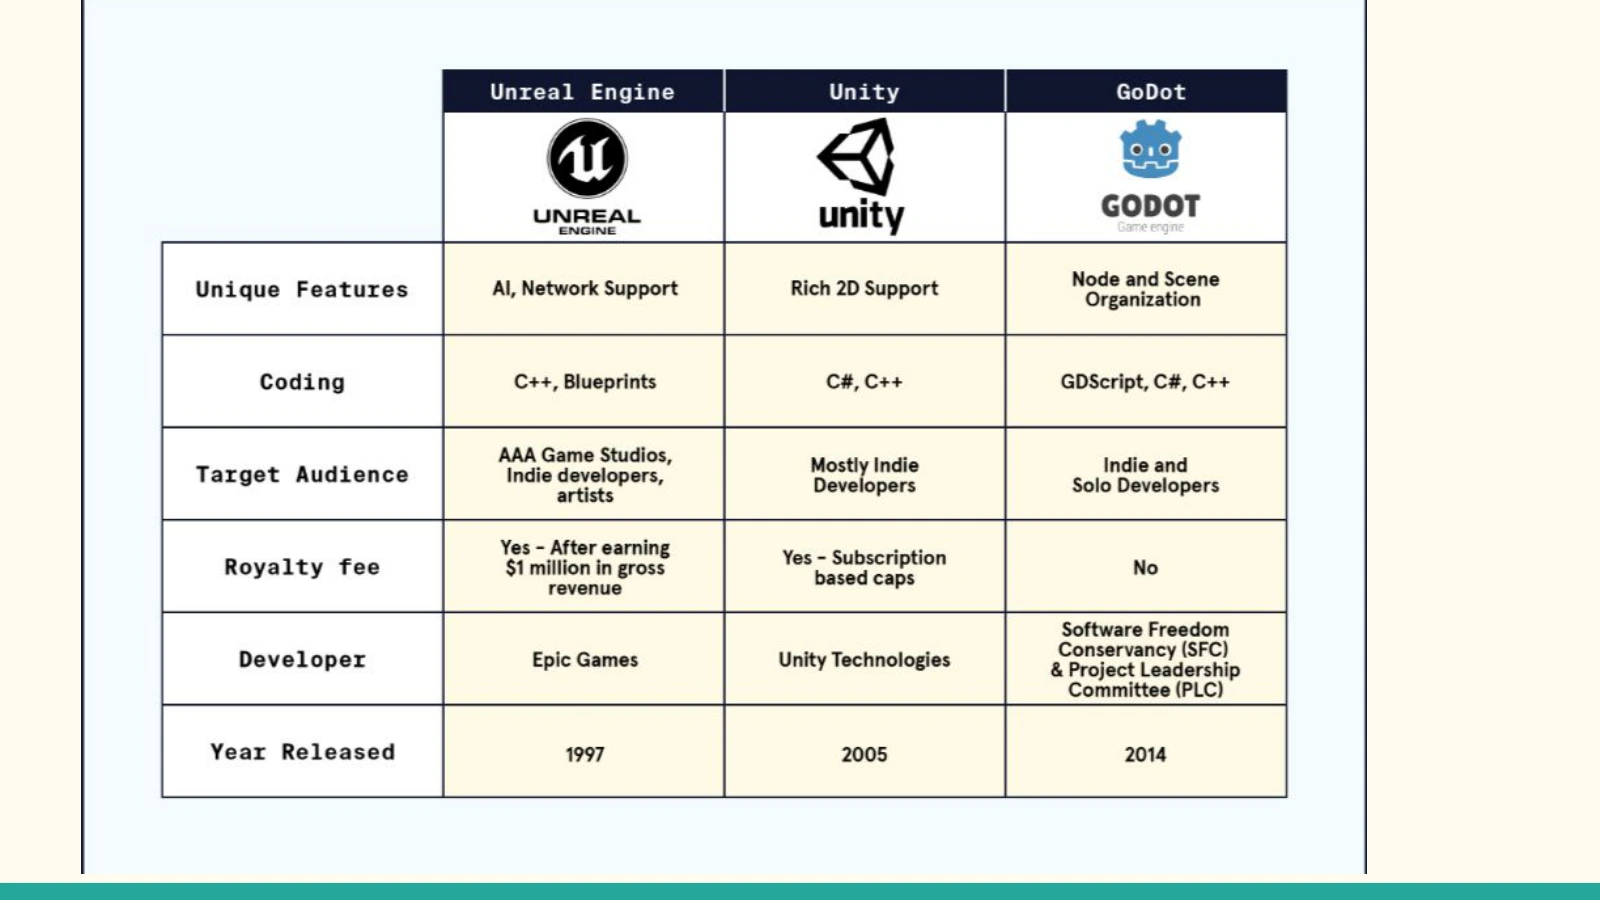 Unreal Engine
Unity
GoDot
UNREAL
ENGINE
unity
GODOT
Game engine
Unique Features
AI, Network Support
Rich 2D Support
Node and Scene
Organization
Coding
C++, Blueprints
C#, C++
GDScript, C#, C++
Target Audience
AAA Game Studios,
Indie developers,
artists
Mostly Indie
Developers
Indie and
Solo Developers
Royalty fee
Yes – After earning
$1 million in gross
revenue
Yes – Subscription
based caps
No
Developer
Epic Games
Unity Technologies
Software Freedom
Conservancy (SFC)
& Project Leadership
Committee (PLC)
Year Released
1997
2005
2014